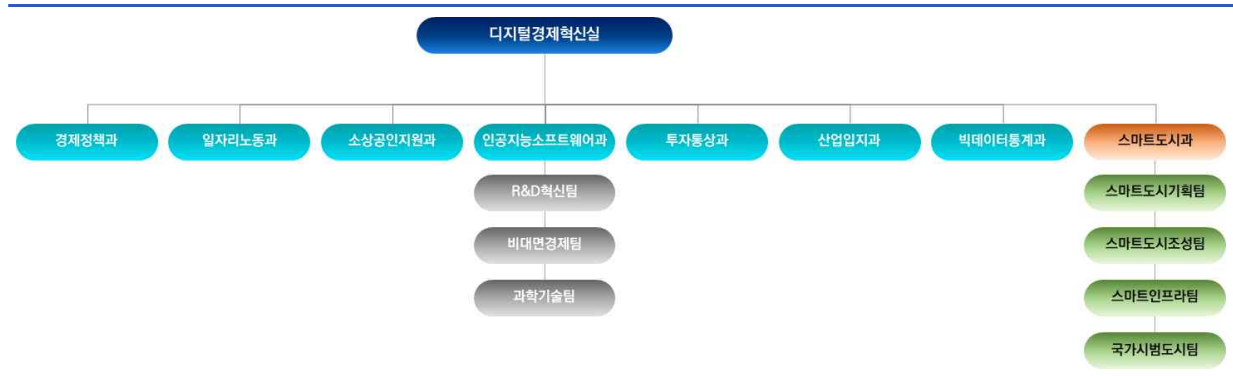 디지털경제혁신실
경제정책과
일자리노동과
소상공인지원과
인공지능소프트웨어과
투자통상과
산업입지과
빅데이터통계과
스마트도시과
R&D혁신팀
비대면경제팀
과학기술팀
스마트도시기획팀
스마트도시조성팀
스마트인프라팀
국가시범도시팀